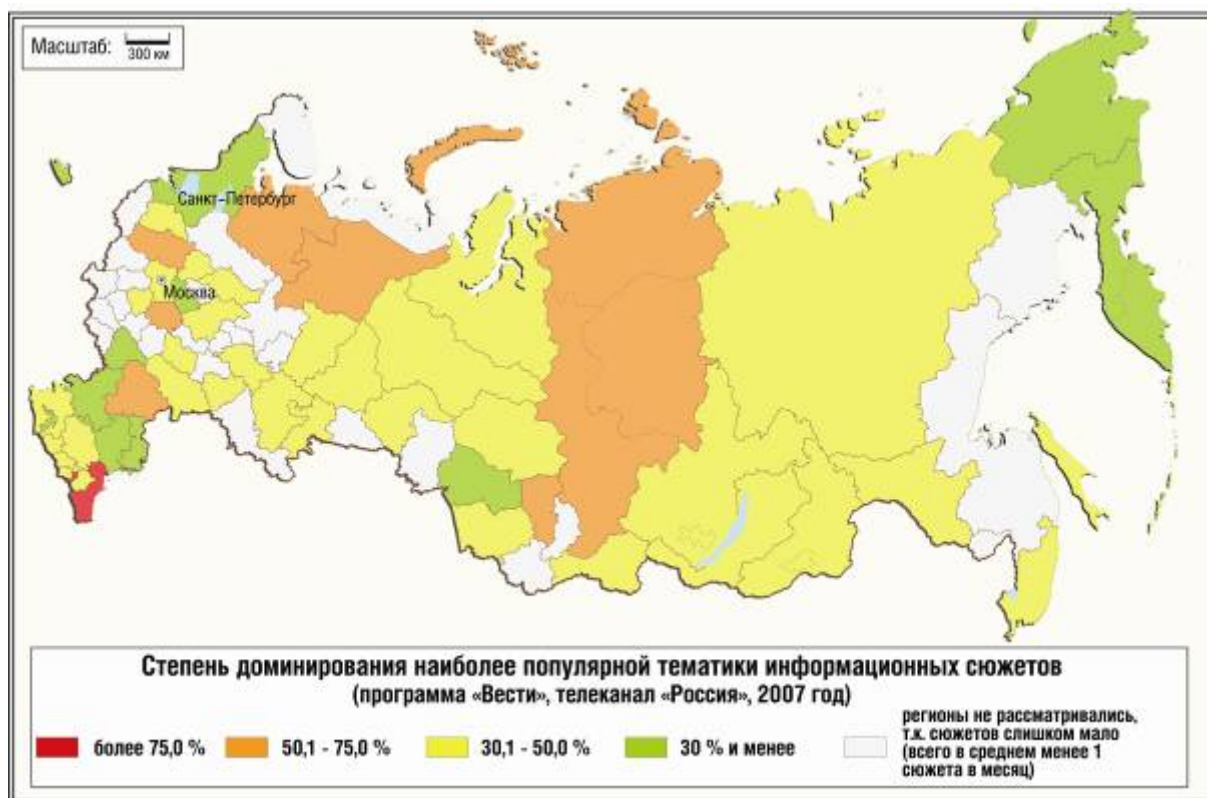 Масштаб:
300 км
Санкт-Петербург
Москва
Степень доминирования наиболее популярной тематики информационных сюжетов
(программа «Вести», телеканал «Россия», 2007 год)
более 75,0 %
50,1 - 75,0 %
30,1 - 50,0 %
30 % и менее
регионы не рассматривались,
т.к. сюжетов слишком мало
(всего в среднем менее 1
сюжета в месяц)